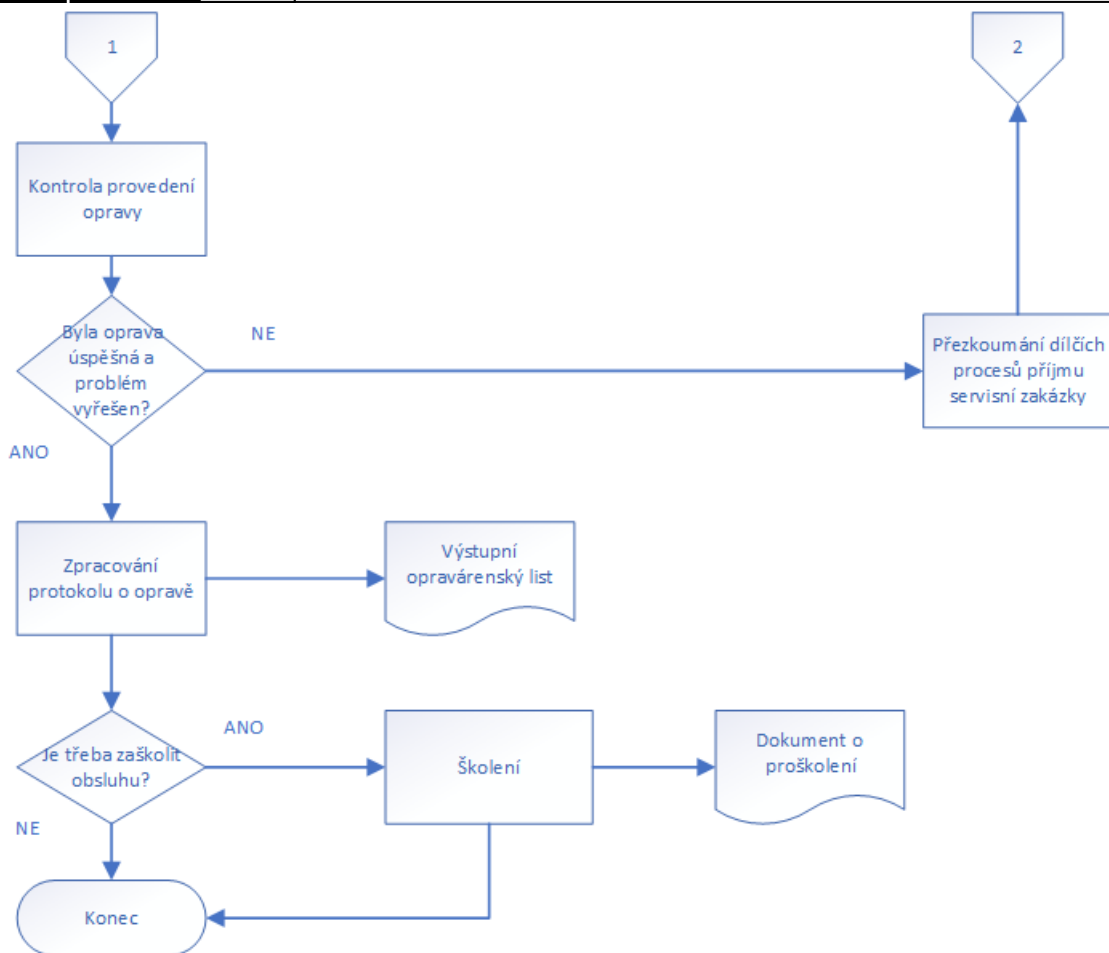 1
2
Kontrola provedení
opravy
Byla oprava
úspěšná a
problém
vyřešen?
NE
Přezkoumání dílčích
procesů příjmu
servisní zakázky
ANO
Zpracování
protokolu o opravě
Výstupní
opravárenský list
Je třeba zaškolit
obsluhu?
ANO
Školení
Dokument o
proškolení
NE
Konec